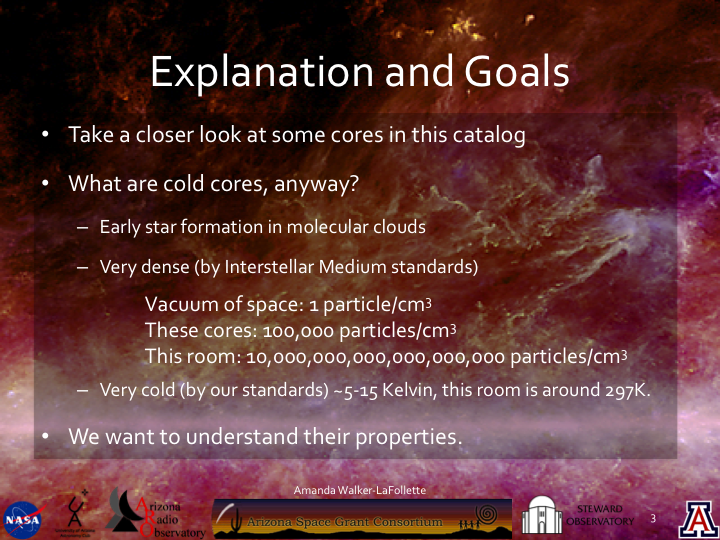 Explanation and Goals
• Take a closer look at some cores in this catalog
• What are cold cores, anyway?
– Early star formation in molecular clouds
– Very dense (by Interstellar Medium standards)
Vacuum of space: 1 particle/cm3
These cores: 100,000 particles/cm3
This room: 10,000,000,000,000,000,000 particles/cm3
– Very cold (by our standards) ~5-15 Kelvin, this room is around 297K.
• We want to understand their properties.
Amanda Walker-LaFollette
NASA
Arizona
Radio
Observatory
Arizona Space Grant Consortium
STEWARD
OBSERVATORY
3
A